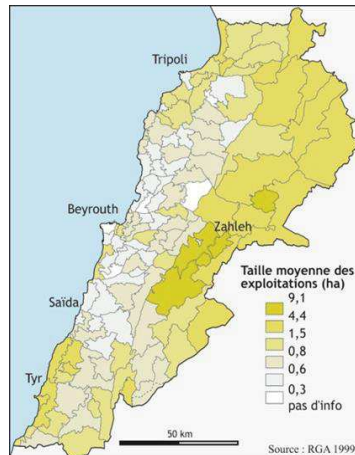 Tripoli
Beyrouth
Zahleh
Saïda
Tyr
Taille moyenne des
exploitations (ha)
9,1
4,4
1,5
0,8
0,6
0,3
pas d'info
50 km
Source : RGA 1999